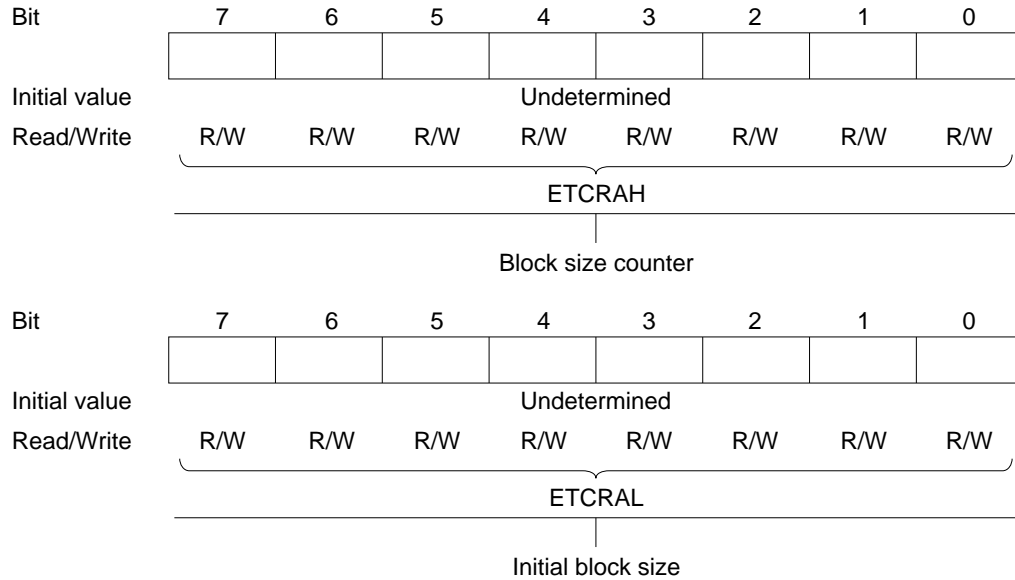 Bit 7 6 5 4 3 2 1 0
Initial value Undetermined
Read/Write R/W R/W R/W R/W R/W R/W R/W R/W
ETCRAH
Block size counter
Bit 7 6 5 4 3 2 1 0
Initial value Undetermined
Read/Write R/W R/W R/W R/W R/W R/W R/W R/W
ETCRAL
Initial block size